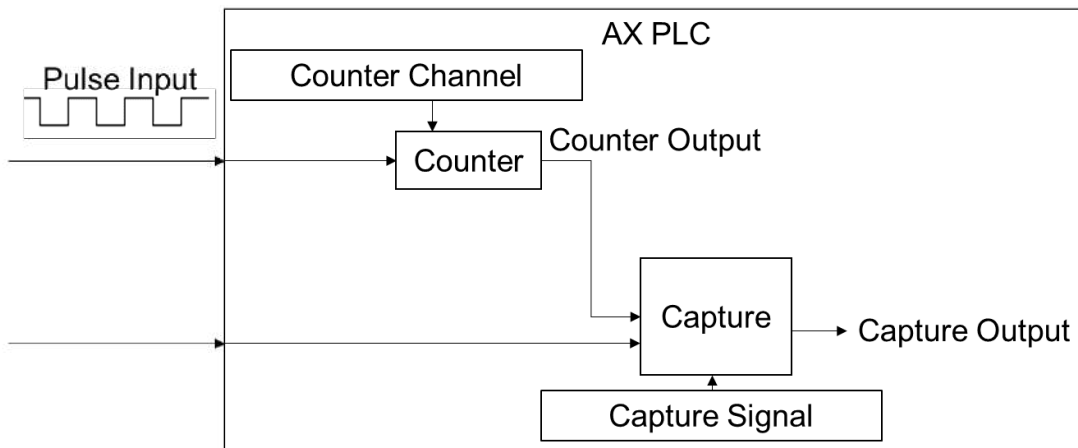 AX PLC
Pulse Input
Counter Channel
Counter
Counter Output
Capture
Capture Output
Capture Signal